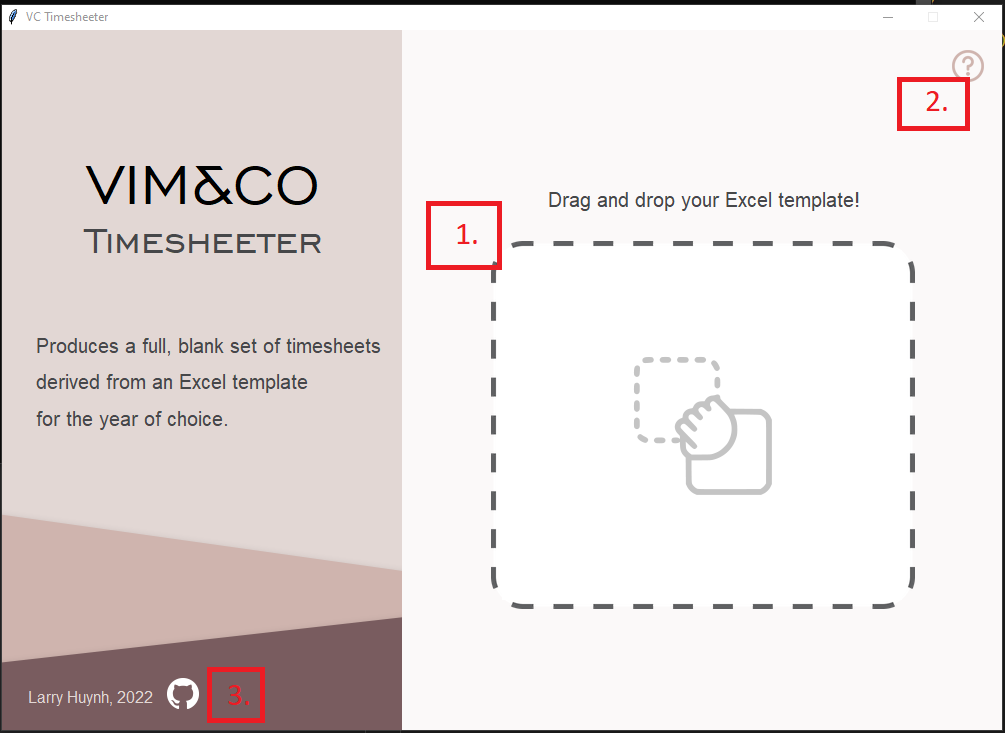 VC Timesheeter
VIM&CO
TIMESHEETER
Produces a full, blank set of timesheets
derived from an Excel template
for the year of choice.
Larry Huynh, 2022
3.
?
2.
Drag and drop your Excel template!
1.